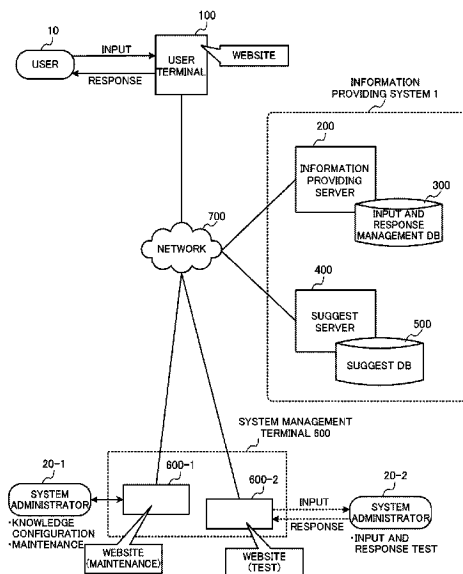 100
10
INPUT
USER
USER
TERMINAL
WEBSITE
RESPONSE
INFORMATION
PROVIDING SYSTEM 1
200
INFORMATION
PROVIDING
SERVER
300
INPUT AND
RESPONSE
MANAGEMENT DB
700
NETWORK
400
SUGGEST
SERVER
500
SUGGEST DB
SYSTEM MANAGEMENT
TERMINAL 600
20-1
600-1
600-2
20-2
SYSTEM
ADMINISTRATOR
INPUT
RESPONSE
SYSTEM
ADMINISTRATOR
・KNOWLEDGE
CONFIGURATION
・MAINTENANCE
WEBSITE
(MAINTENANCE)
WEBSITE
(TEST)
・INPUT AND
RESPONSE TEST